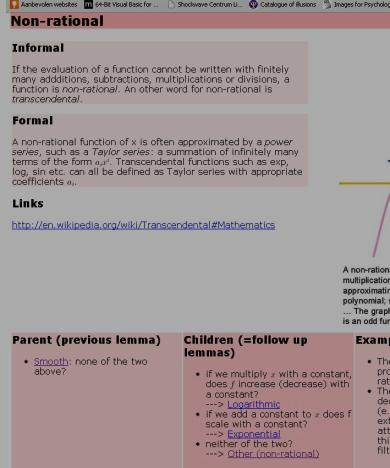 Aanbevolen websites 64-Bit Visual Basic for ... Shockwave Centrum Li... Catalogue of illusions Images for Psycholog
Non-rational
Informal
If the evaluation of a function cannot be written with finitely
many addditions, subtractions, multiplications or divisions, a
function is non-rational. An other word for non-rational is
transcendental.
Formal
A non-rational function of x is often approximated by a power
series, such as a Taylor series: a summation of infinitely many
terms of the form aᵢxⁱ. Transcendental functions such as exp,
log, sin etc. can all be defined as Taylor series with appropriate
coefficients aᵢ.
Links
http://en.wikipedia.org/wiki/Transcendental#Mathematics
A non-rationa
multiplication
approximatin
polynomial;
... The graph
is an odd fun
Parent (previous lemma)
• Smooth: none of the two
above?
Children (=follow up
lemmas)
• if we multiply x with a constant,
does f increase (decrease) with
a constant?
---> Logarithmic
• if we add a constant to x does f
scale with a constant?
---> Exponential
• neither of the two?
---> Other (non-rational)
Examp
• The
pro
rat
• The
dec
(e.
ext
att
thi
filt